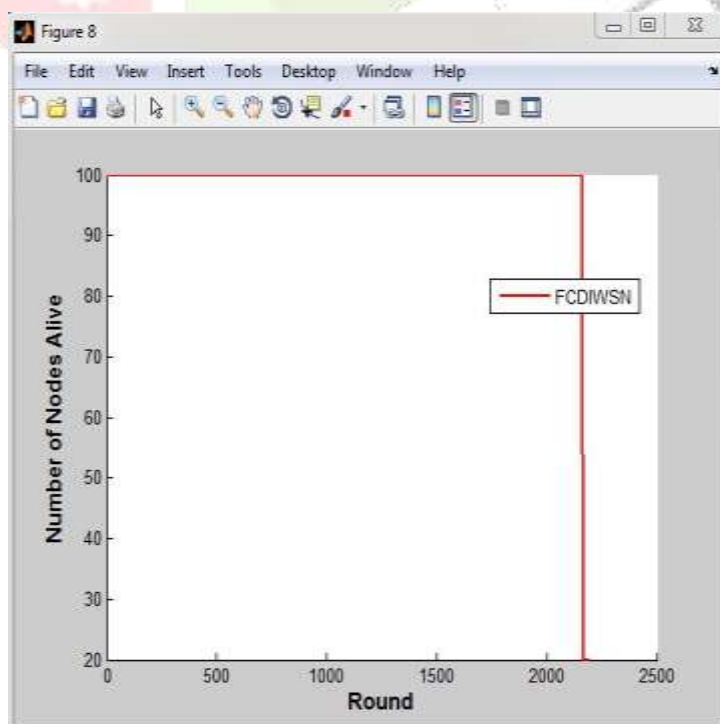 Figure 8
File Edit View Insert Tools Desktop Window Help
100
90
80
70
60
50
40
30
20
Number of Nodes Alive
FCDIWSN
0 500 1000 1500 2000 2500
Round